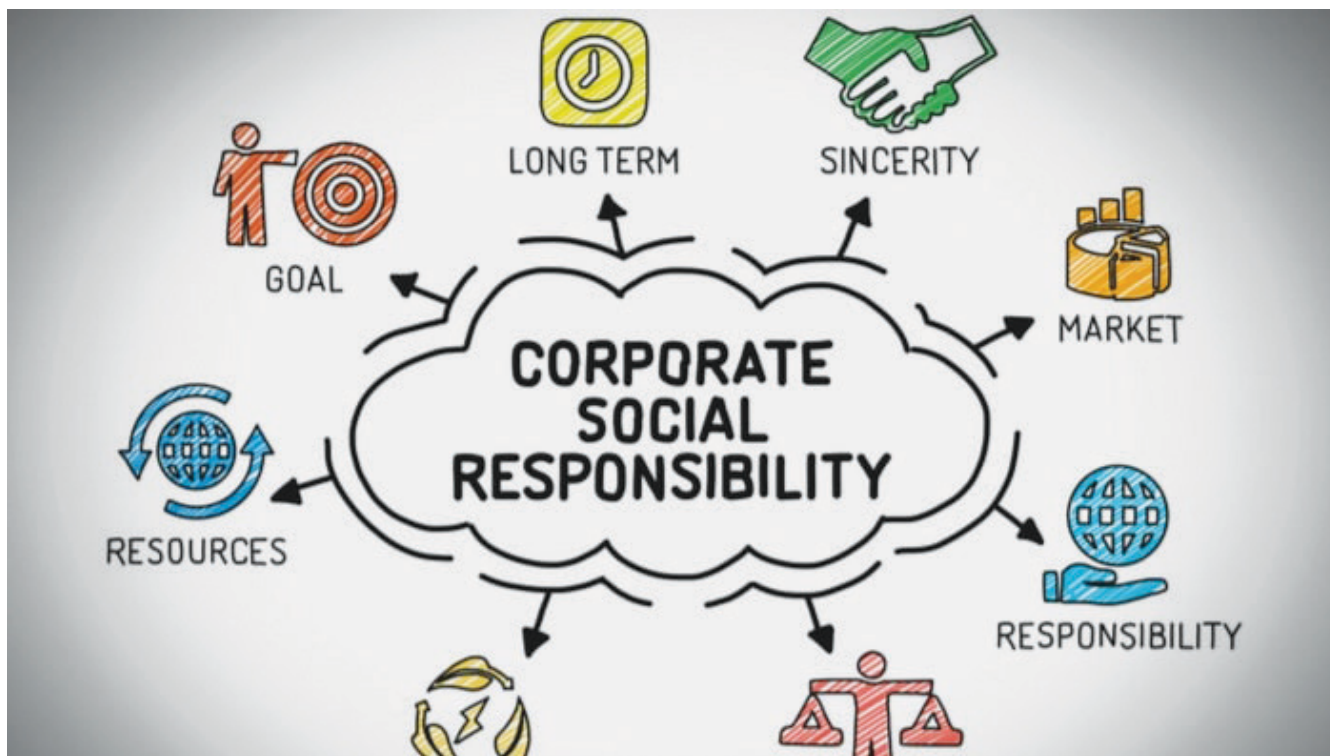 LONG TERM
SINCERITY
GOAL
MARKET
CORPORATE
SOCIAL
RESPONSIBILITY
RESOURCES
RESPONSIBILITY